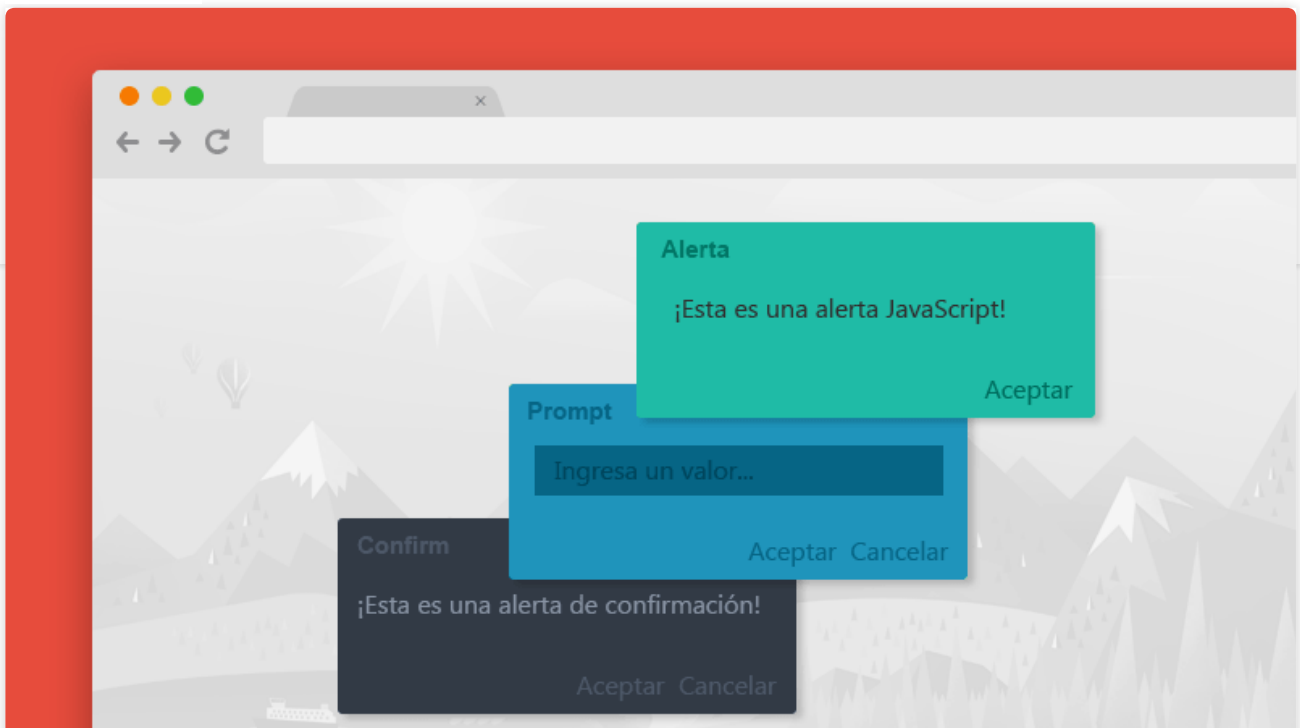 Alerta
¡Esta es una alerta JavaScript!
Aceptar
Prompt
Ingresa un valor...
Aceptar Cancelar
Confirm
¡Esta es una alerta de confirmación!
Aceptar Cancelar